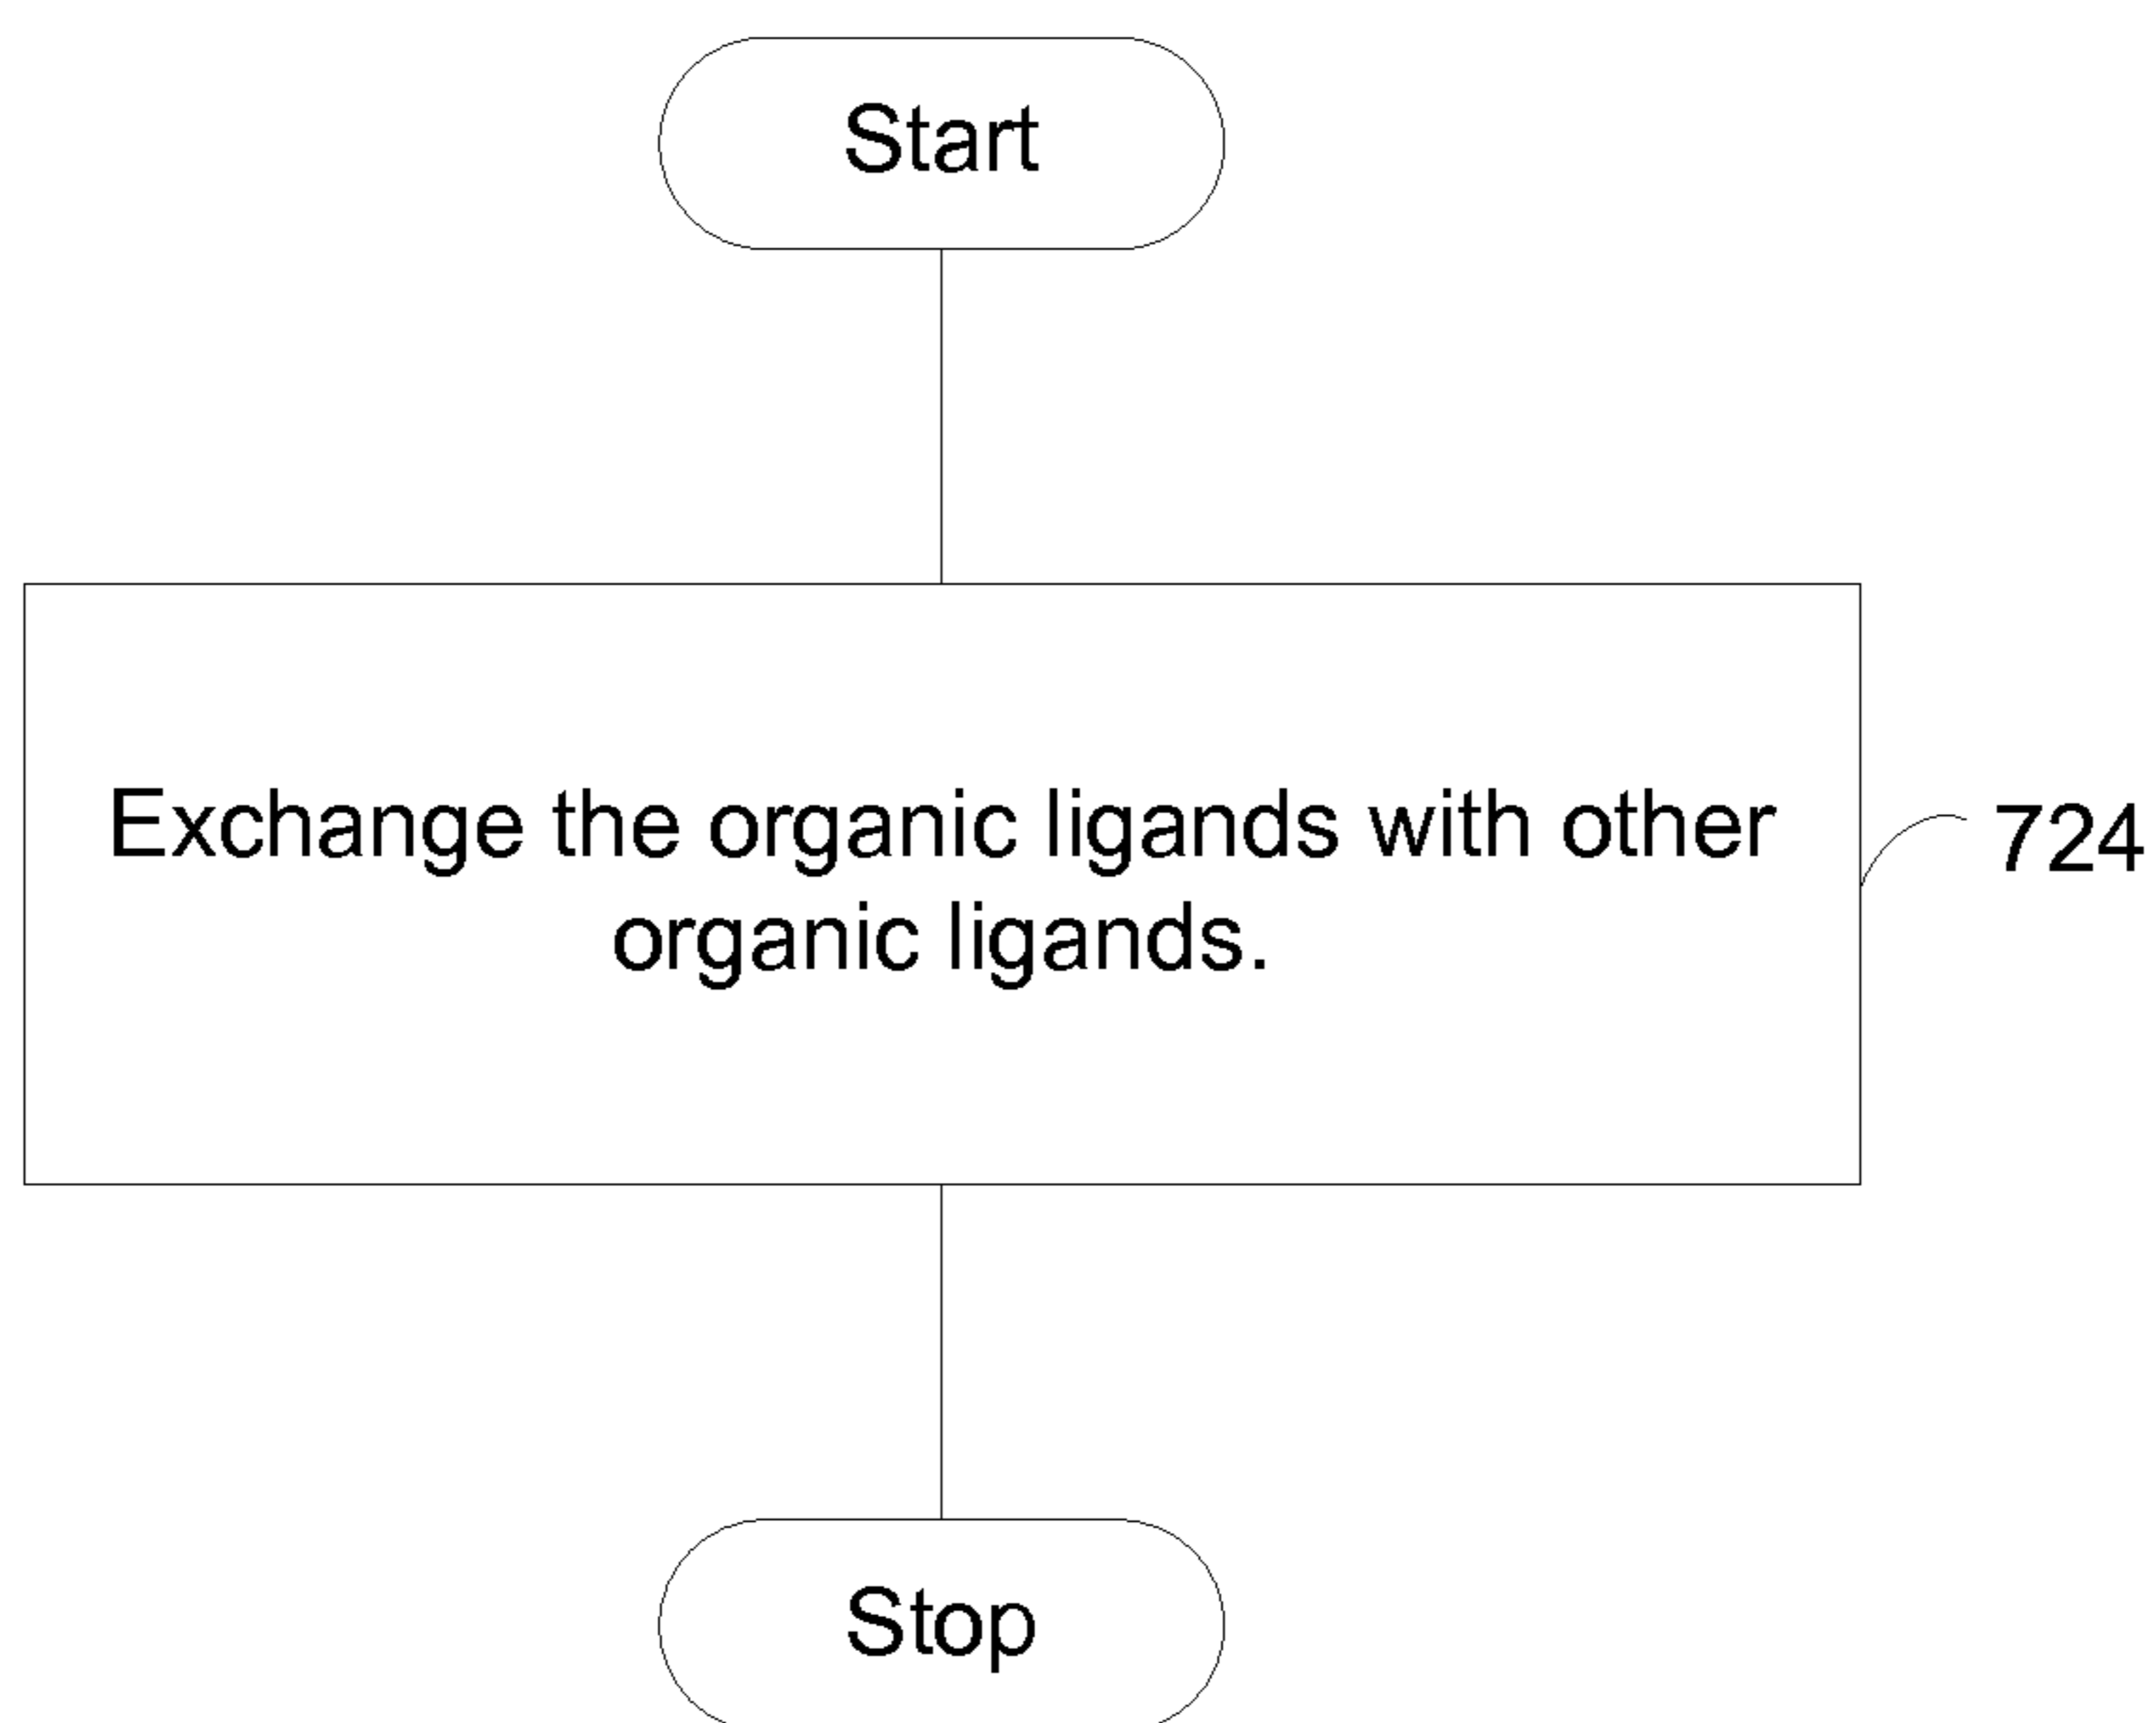 Start
Exchange the organic ligands with other
organic ligands.
724
Stop